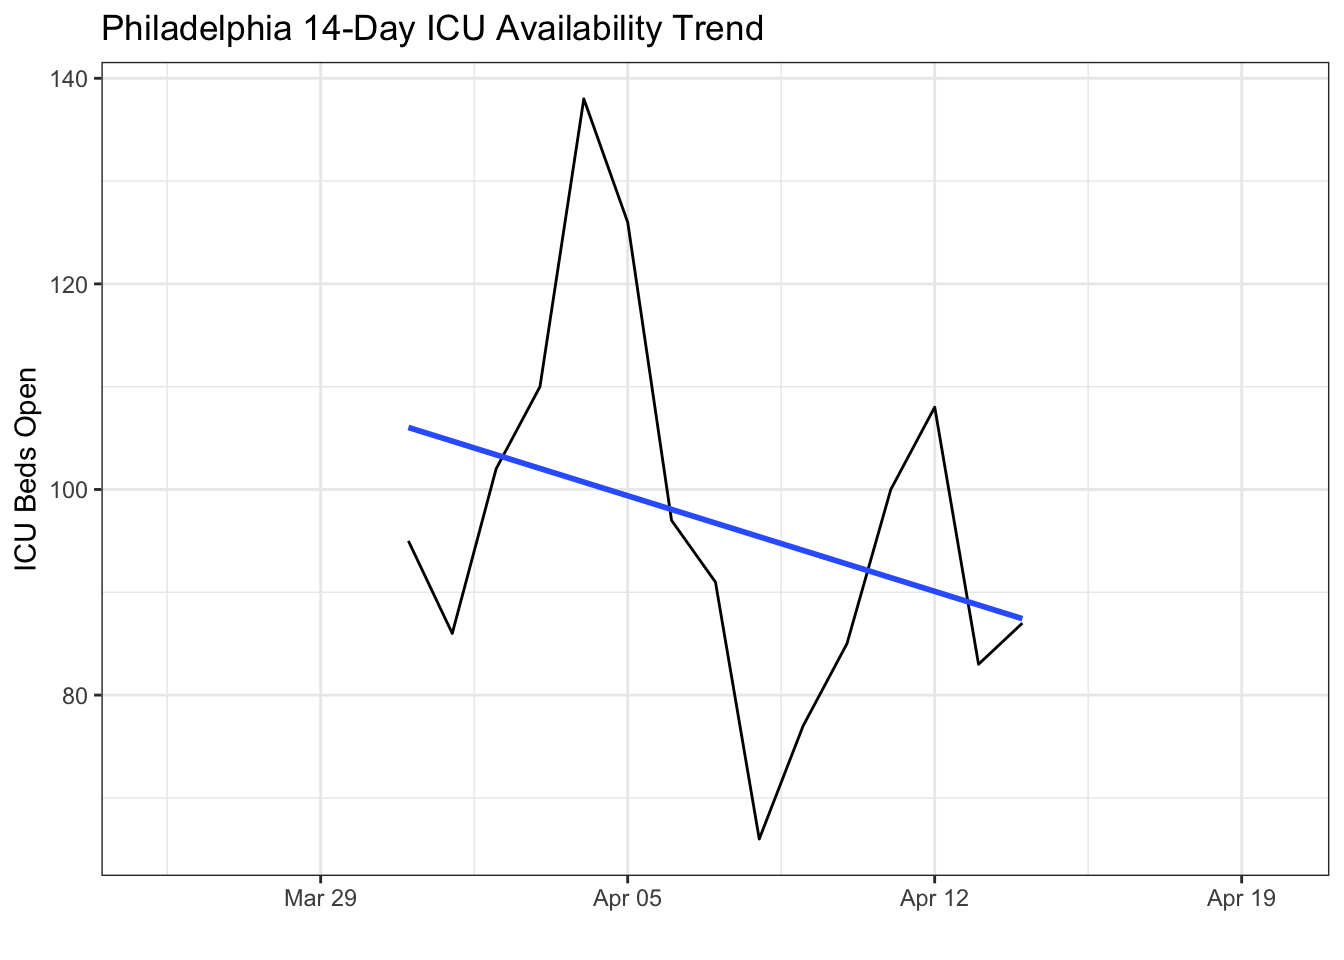 Philadelphia 14-Day ICU Availability Trend
140
120
100
80
ICU Beds Open
Mar 29
Apr 05
Apr 12
Apr 19